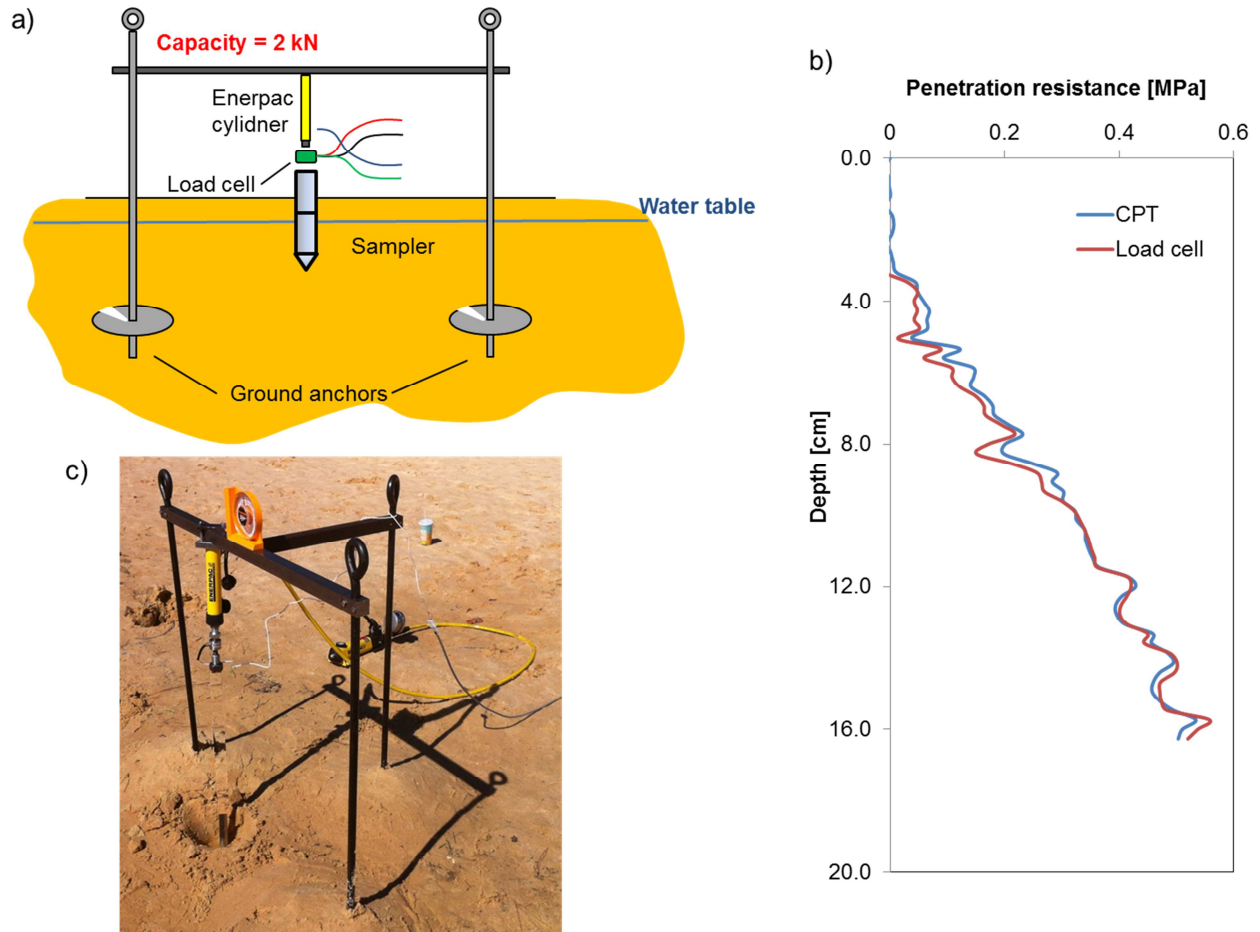 a)
Capacity = 2 kN
Enerpac
cylidner
Load cell
Water table
Sampler
Ground anchors
b)
Penetration resistance [MPa]
0 0.2 0.4 0.6
0.0
4.0
8.0
12.0
16.0
20.0
Depth [cm]
CPT
Load cell
c)
ENERPAC